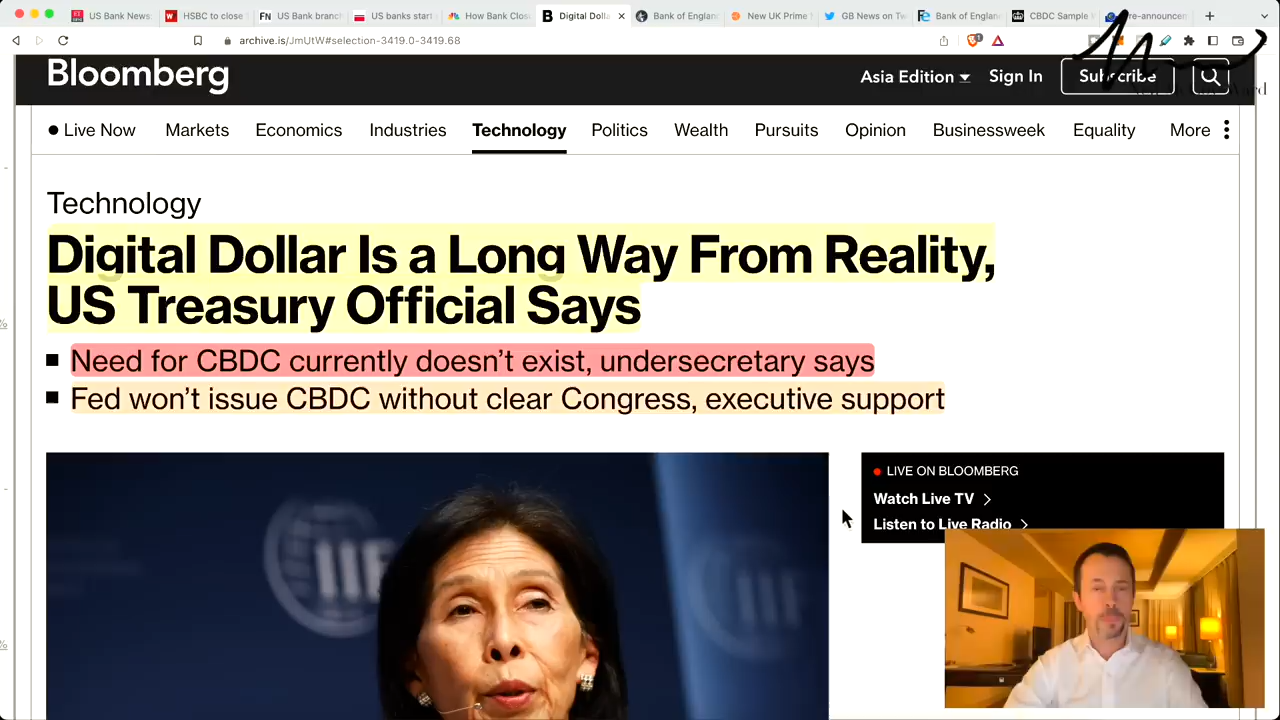 US Bank News:
HSBC to close
US Bank branch
US banks start
How Bank Clos
Digital Dolla
Bank of Englan
New UK Prime
GB News on Tw
Bank of Englan
CBDC Sample
re-announcem
archive.is/JmUtW#selection-3419.0-3419.68
Bloomberg
Asia Edition
Sign In
Subscribe
Live Now
Markets
Economics
Industries
Technology
Politics
Wealth
Pursuits
Opinion
Businessweek
Equality
More
Technology
Digital Dollar Is a Long Way From Reality,
US Treasury Official Says
Need for CBDC currently doesn't exist, undersecretary says
Fed won't issue CBDC without clear Congress, executive support
LIVE ON BLOOMBERG
Watch Live TV
Listen to Live Radio
IIF